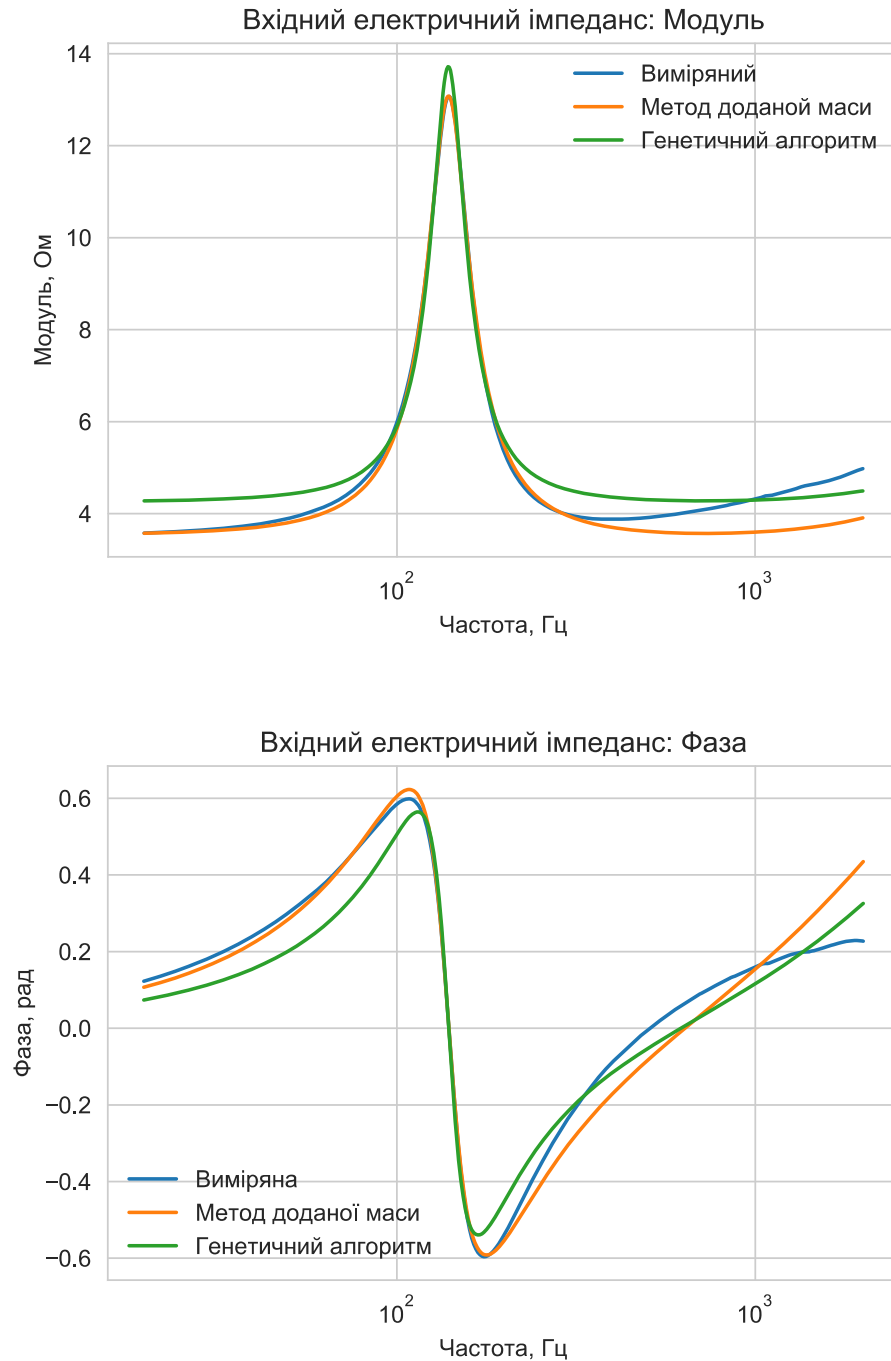 Вхідний електричний імпеданс: Модуль
14
12
10
8
6
4
Модуль, Ом
Виміряний
Метод доданої маси
Генетичний алгоритм
10²
10³
Частота, Гц
Вхідний електричний імпеданс: Фаза
0.6
0.4
0.2
0.0
−0.2
−0.4
−0.6
Фаза, рад
Виміряна
Метод доданої маси
Генетичний алгоритм
10²
10³
Частота, Гц